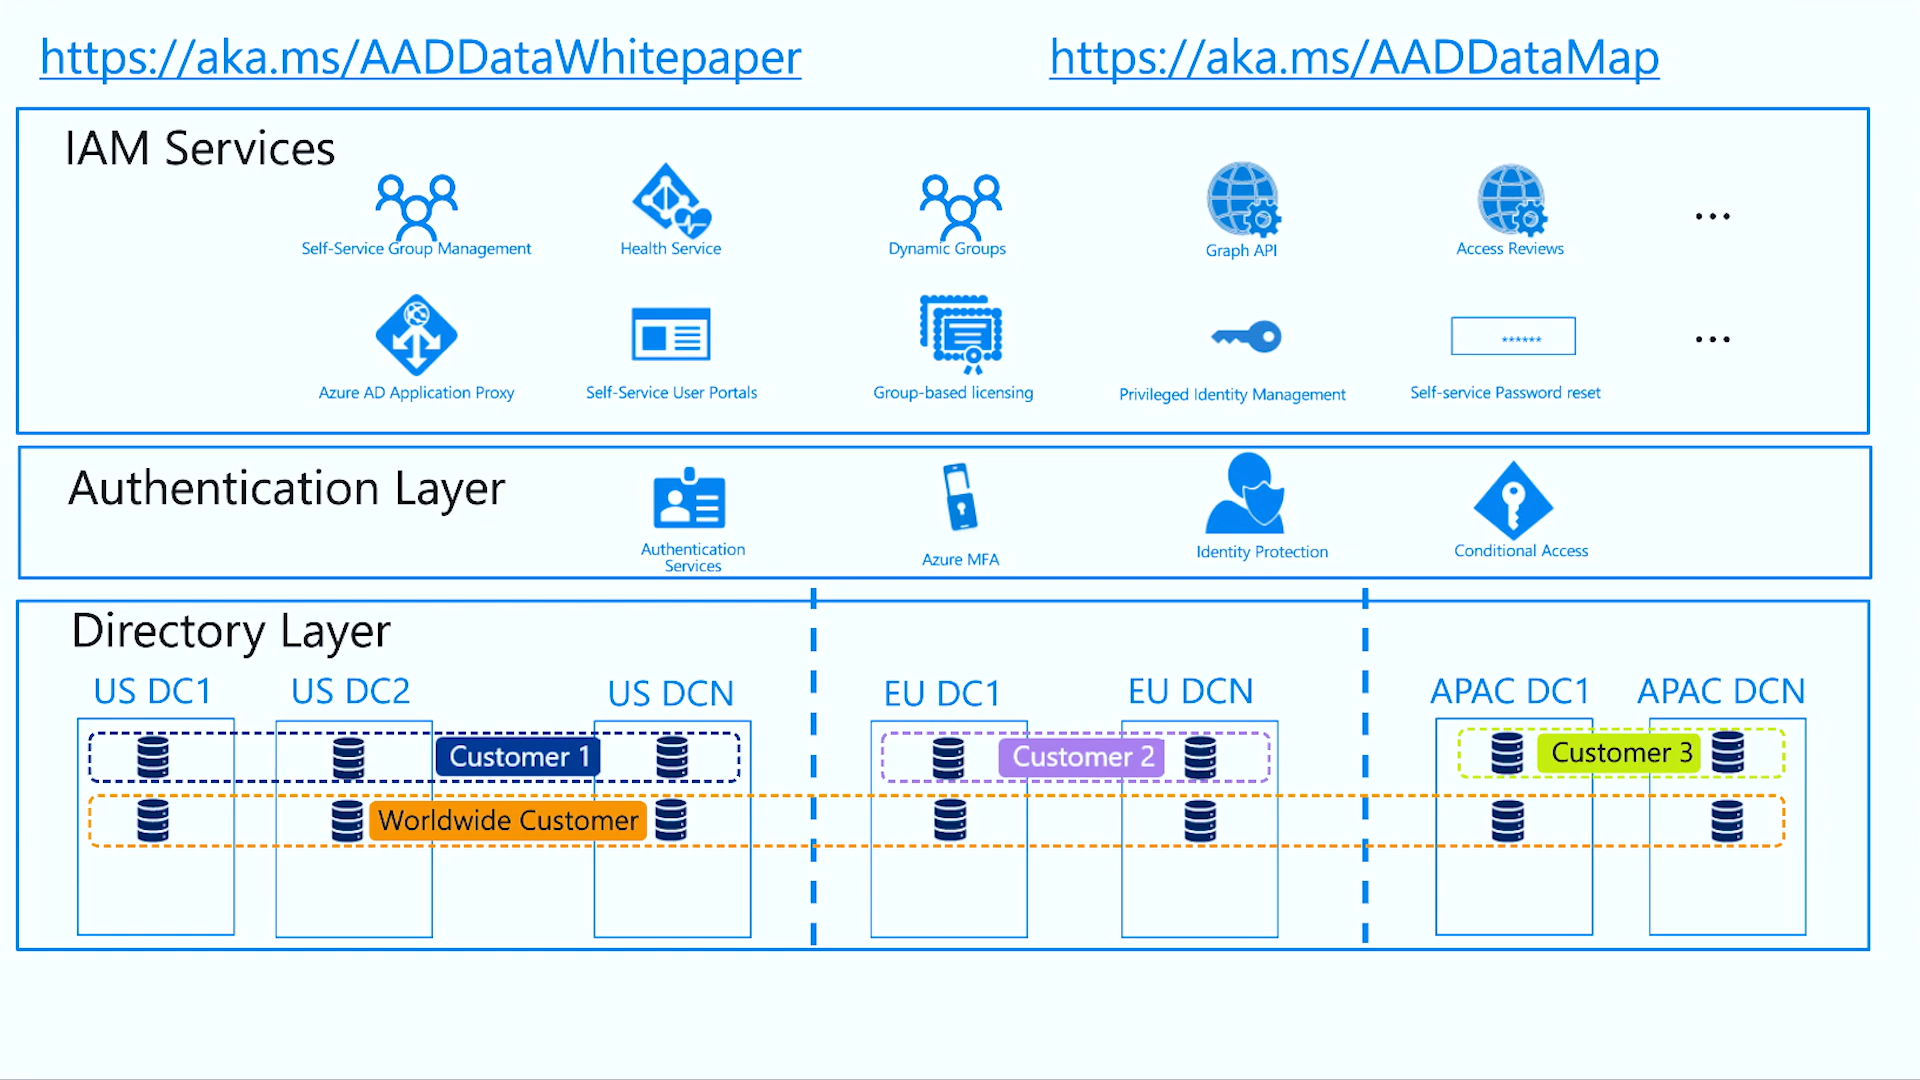 https://aka.ms/AADDataWhitepaper
https://aka.ms/AADDataMap
IAM Services
Self-Service Group Management
Health Service
Dynamic Groups
Graph API
Access Reviews
...
Azure AD Application Proxy
Self-Service User Portals
Group-based licensing
Privileged Identity Management
******
Self-service Password reset
...
Authentication Layer
Authentication
Services
Azure MFA
Identity Protection
Conditional Access
Directory Layer
US DC1
US DC2
US DCN
EU DC1
EU DCN
APAC DC1
APAC DCN
Customer 1
Customer 2
Customer 3
Worldwide Customer